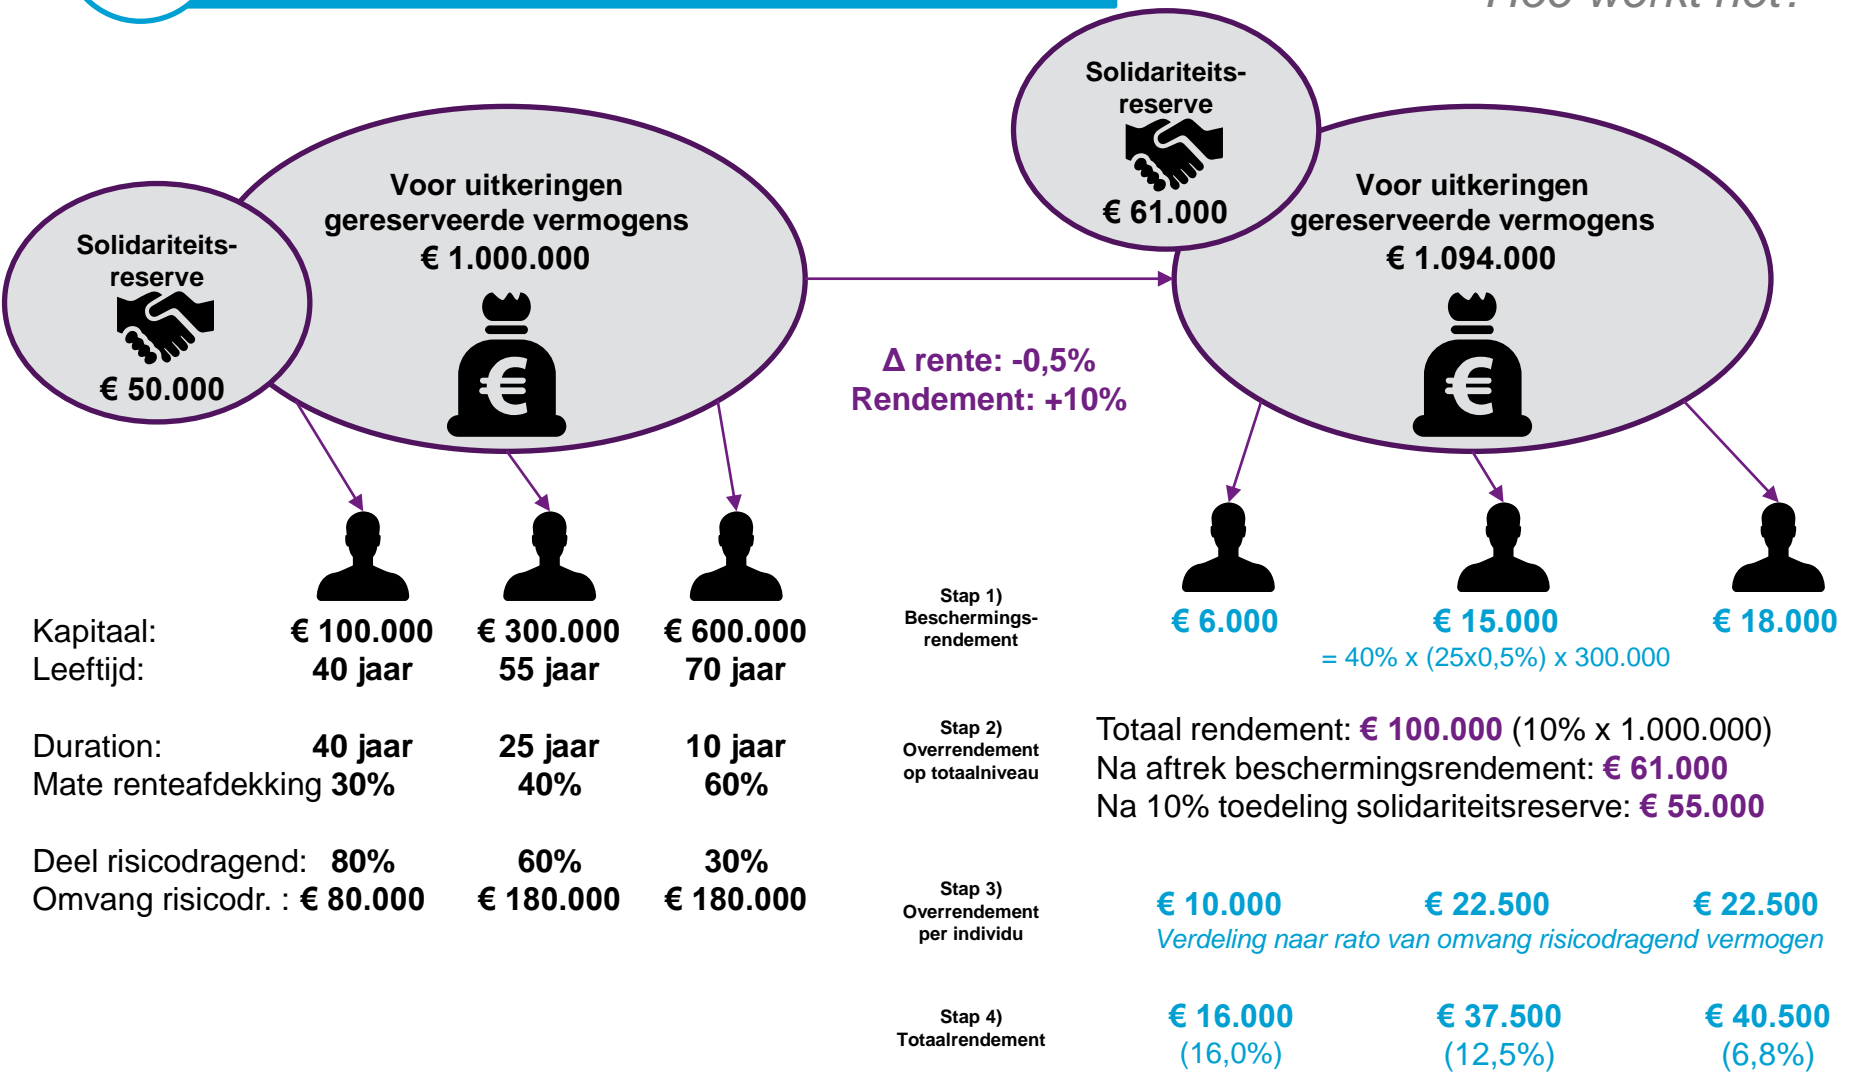 Solidariteits-
reserve
€ 50.000
Voor uitkeringen
gereserveerde vermogens
€ 1.000.000
€
Δ rente: -0,5%
Rendement: +10%
Solidariteits-
reserve
€ 61.000
Voor uitkeringen
gereserveerde vermogens
€ 1.094.000
€
Kapitaal: € 100.000 € 300.000 € 600.000
Leeftijd: 40 jaar 55 jaar 70 jaar
Duration: 40 jaar 25 jaar 10 jaar
Mate renteafdekking 30% 40% 60%
Deel risicodragend: 80% 60% 30%
Omvang risicodr. : € 80.000 € 180.000 € 180.000
Stap 1)
Beschermings-
rendement
€ 6.000 € 15.000 € 18.000
= 40% x (25x0,5%) x 300.000
Stap 2)
Overrendement
op totaalniveau
Totaal rendement: € 100.000 (10% x 1.000.000)
Na aftrek beschermingsrendement: € 61.000
Na 10% toedeling solidariteitsreserve: € 55.000
Stap 3)
Overrendement
per individu
€ 10.000 € 22.500 € 22.500
Verdeling naar rato van omvang risicodragend vermogen
Stap 4)
Totaalrendement
€ 16.000 € 37.500 € 40.500
(16,0%) (12,5%) (6,8%)